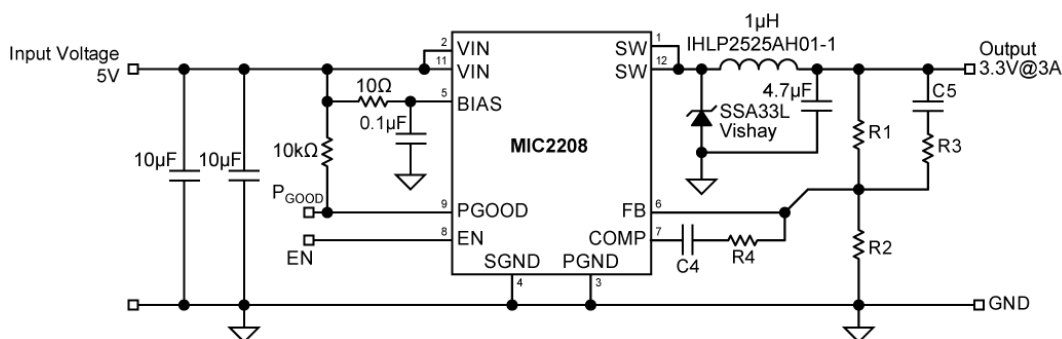 1µH
IHLP2525AH01-1
Input Voltage
5V
2
VIN
11
VIN
SW
1
SW
12
Output
3.3V@3A
10Ω
5
BIAS
0.1µF
4.7µF
C5
SSA33L
Vishay
R1
R3
MIC2208
10µF
10µF
10kΩ
PGOOD
9
PGOOD
FB
6
8
EN
EN
COMP
7
C4
R4
R2
SGND
PGND
4
3
GND